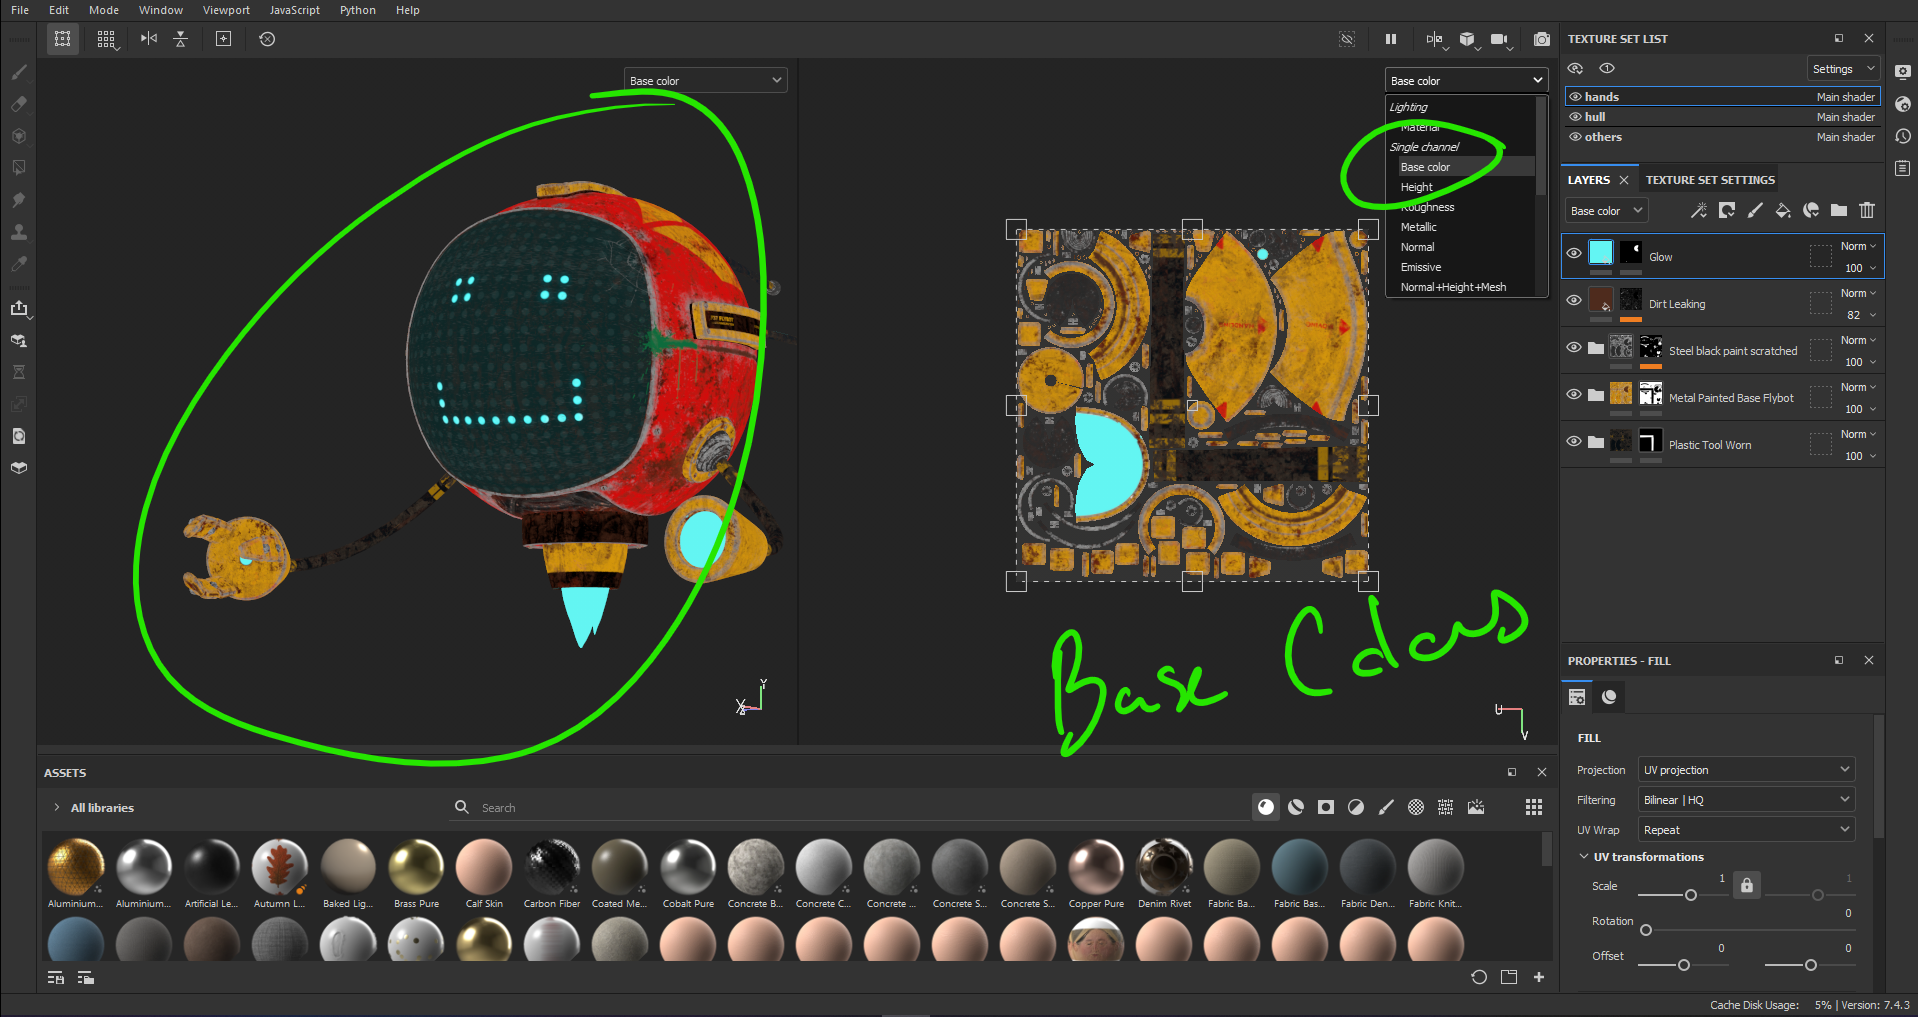 File Edit Mode Window Viewport JavaScript Python Help
Base color
Base color
Lighting
Material
Single channel
Base color
Height
Roughness
Metallic
Normal
Emissive
Normal+Height+Mesh
Base Colors
X Y Z
U V
TEXTURE SET LIST
Settings
hands Main shader
hull Main shader
others Main shader
LAYERS TEXTURE SET SETTINGS
Base color
Glow Norm 100
Dirt Leaking Norm 82
Steel black paint scratched Norm 100
Metal Painted Base Flybot Norm 100
Plastic Tool Worn Norm 100
PROPERTIES - FILL
FILL
Projection UV projection
Filtering Bilinear | HQ
UV Wrap Repeat
UV transformations
Scale 1 1
Rotation 0
Offset 0 0
ASSETS
All libraries Search
Aluminium... Aluminium... Artificial Le... Autumn L... Baked Lig... Brass Pure Calf Skin Carbon Fiber Coated Me... Cobalt Pure Concrete B... Concrete C... Concrete ... Concrete S... Concrete S... Copper Pure Denim Rivet Fabric Ba... Fabric Bas... Fabric Den... Fabric Knit...
Cache Disk Usage: 5% | Version: 7.4.3